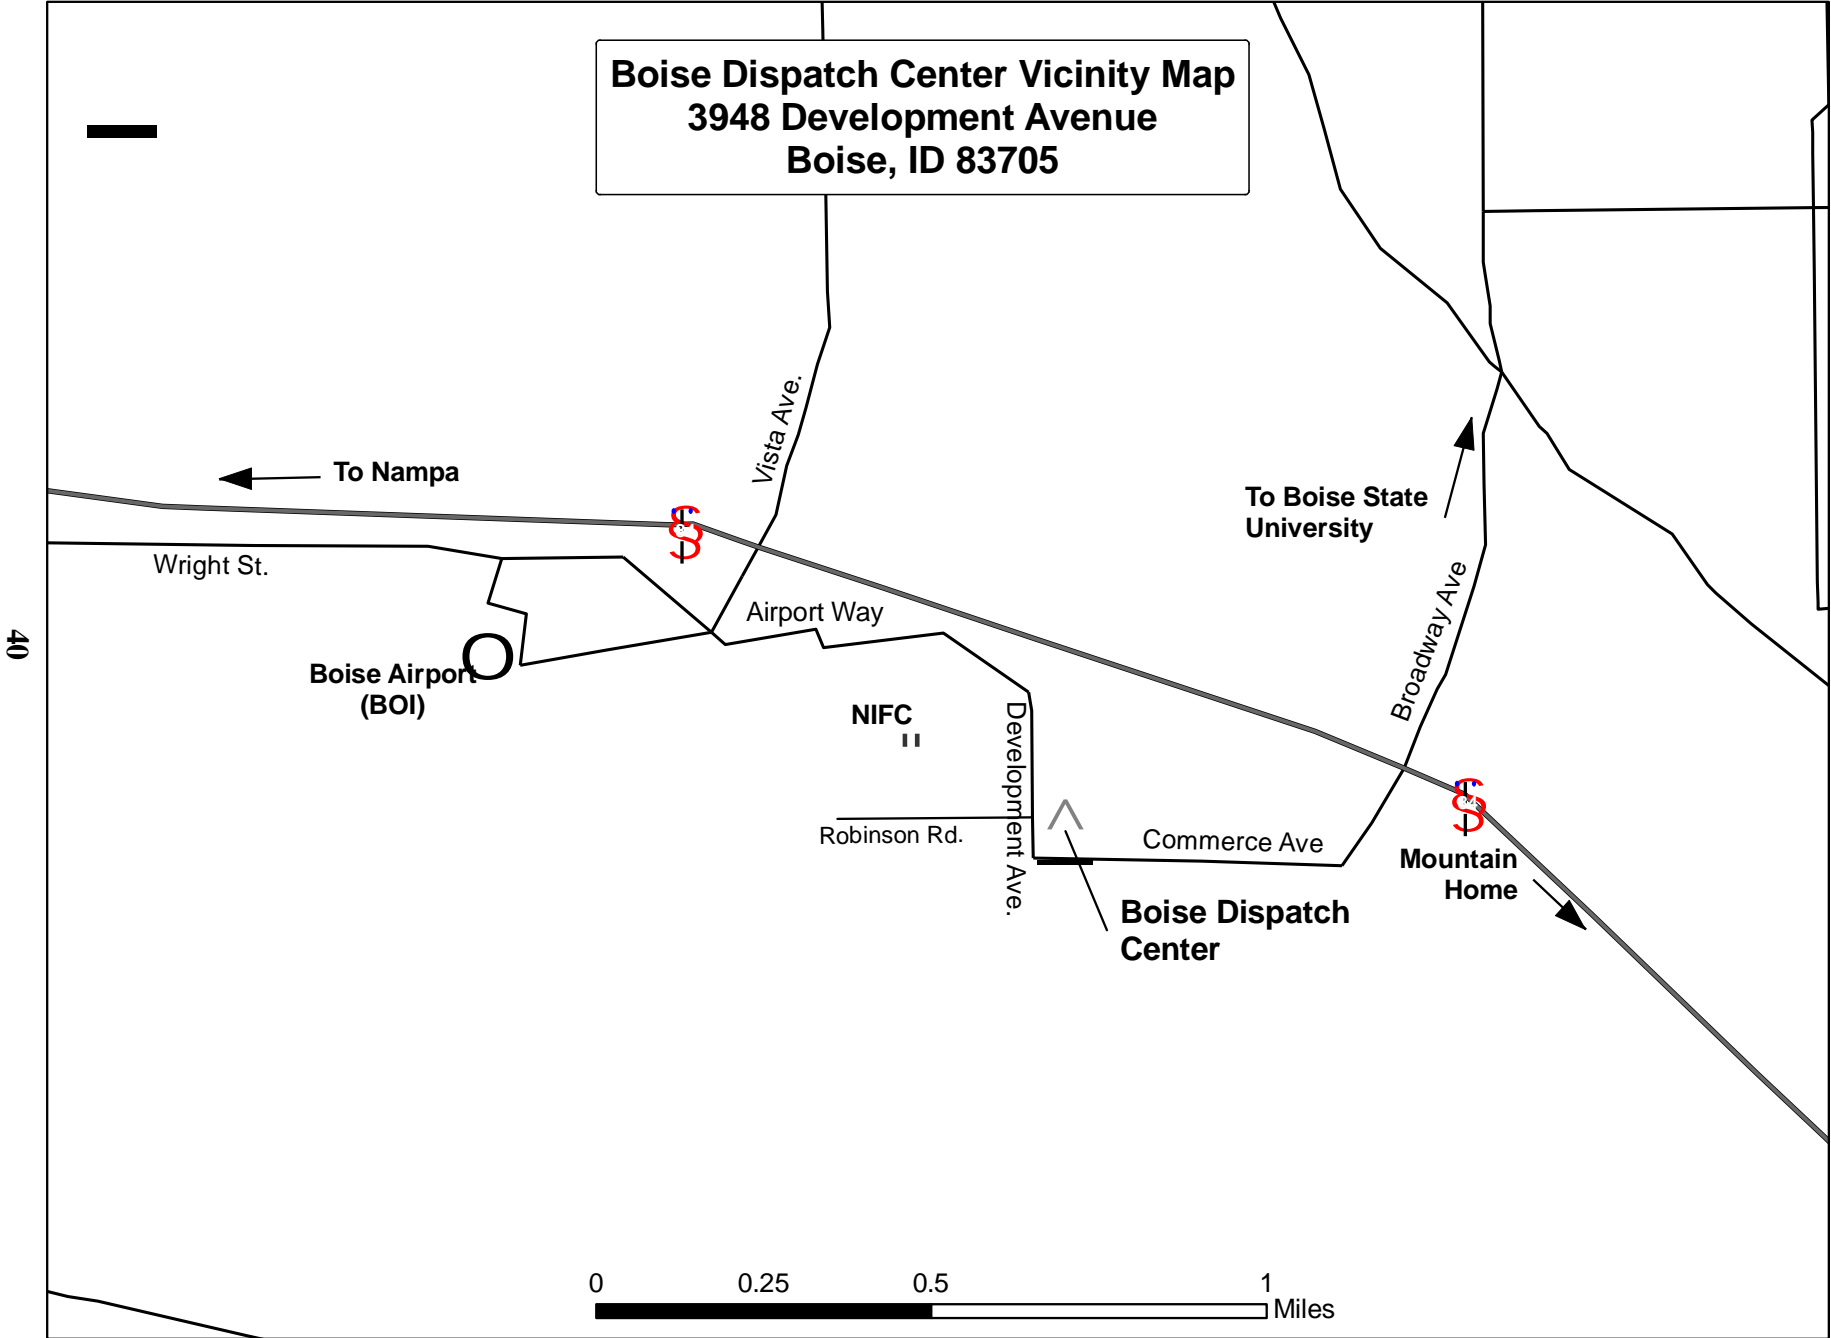 Boise Dispatch Center Vicinity Map
3948 Development Avenue
Boise, ID 83705
Vista Ave.
To Nampa
To Boise State
University
Wright St.
Broadway Ave
Airport Way
40
Boise Airport
(BOI)
NIFC
Development Ave.
Robinson Rd.
Commerce Ave
Mountain
Home
Boise Dispatch
Center
0 0.25 0.5 1
Miles